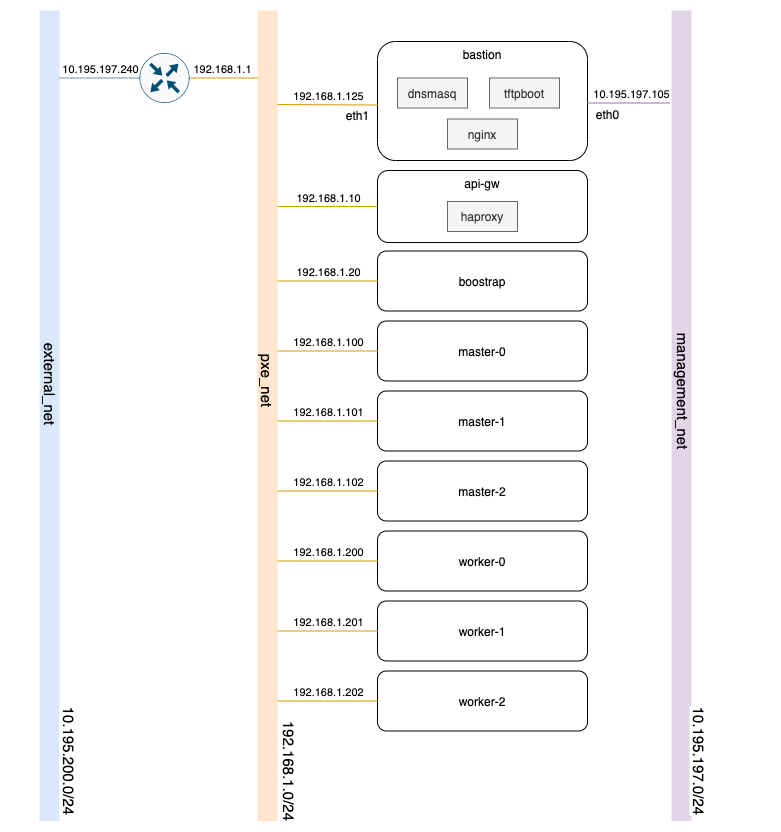 bastion
10.195.197.240
192.168.1.1
dnsmasq
tftpboot
192.168.1.125
10.195.197.105
eth1
eth0
nginx
api-gw
192.168.1.10
haproxy
192.168.1.20
boostrap
192.168.1.100
master-0
external_net
pxe_net
management_net
192.168.1.101
master-1
192.168.1.102
master-2
192.168.1.200
worker-0
192.168.1.201
worker-1
192.168.1.202
worker-2
10.195.200.0/24
192.168.1.0/24
10.195.197.0/24